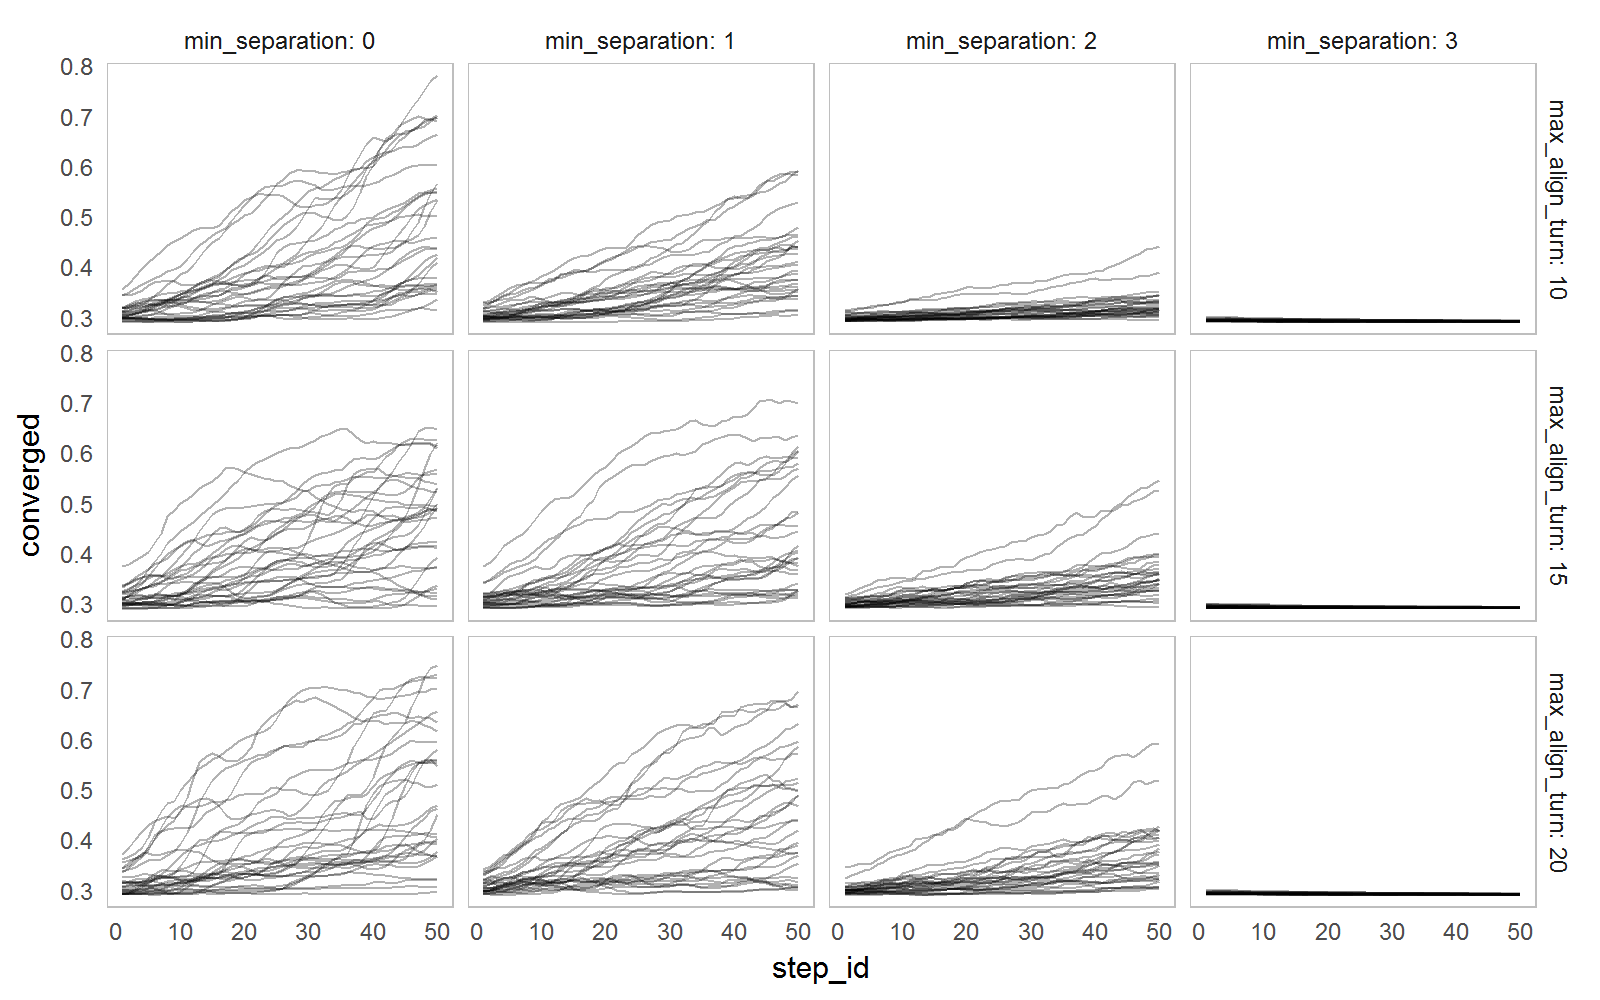 min_separation: 0
min_separation: 1
min_separation: 2
min_separation: 3
0.8
0.7
0.6
0.5
0.4
0.3
max_align_turn: 10
0.8
0.7
0.6
0.5
0.4
0.3
max_align_turn: 15
0.8
0.7
0.6
0.5
0.4
0.3
max_align_turn: 20
converged
0 10 20 30 40 50
0 10 20 30 40 50
0 10 20 30 40 50
0 10 20 30 40 50
step_id